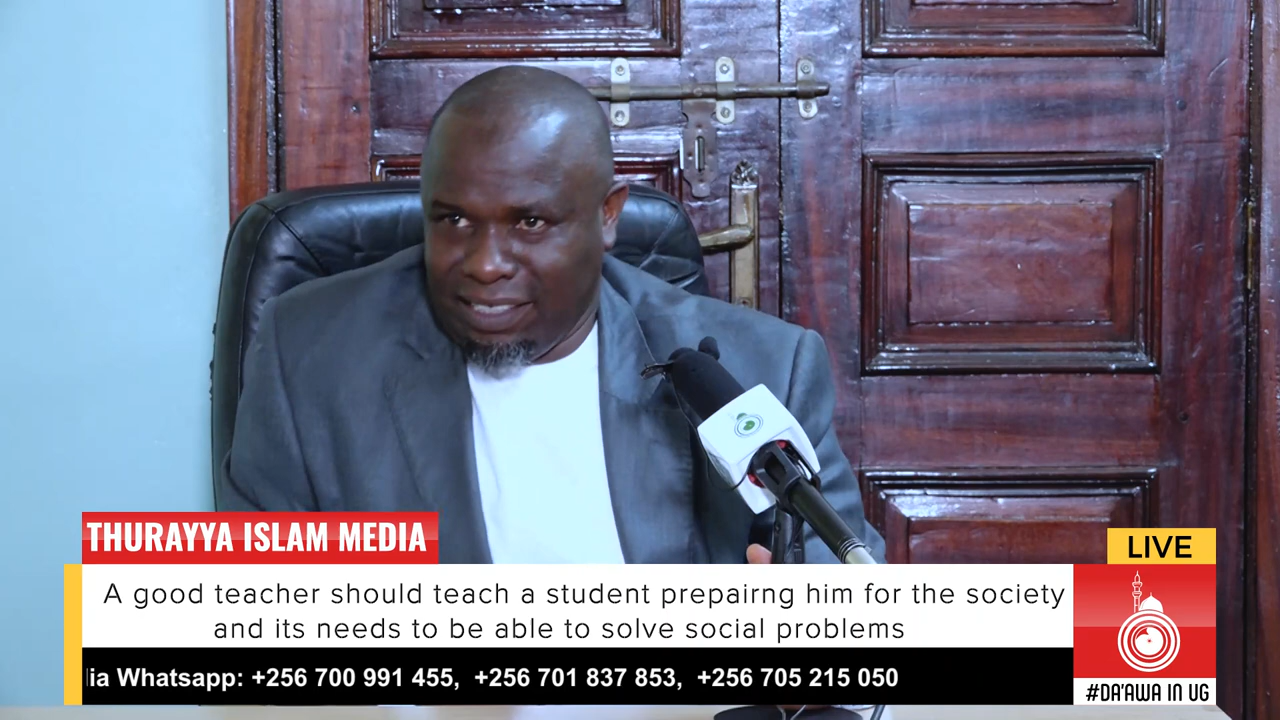 THURAYYA ISLAM MEDIA
LIVE
A good teacher should teach a student prepairng him for the society
and its needs to be able to solve social problems
lia Whatsapp: +256 700 991 455, +256 701 837 853, +256 705 215 050
#DA'AWA IN UG